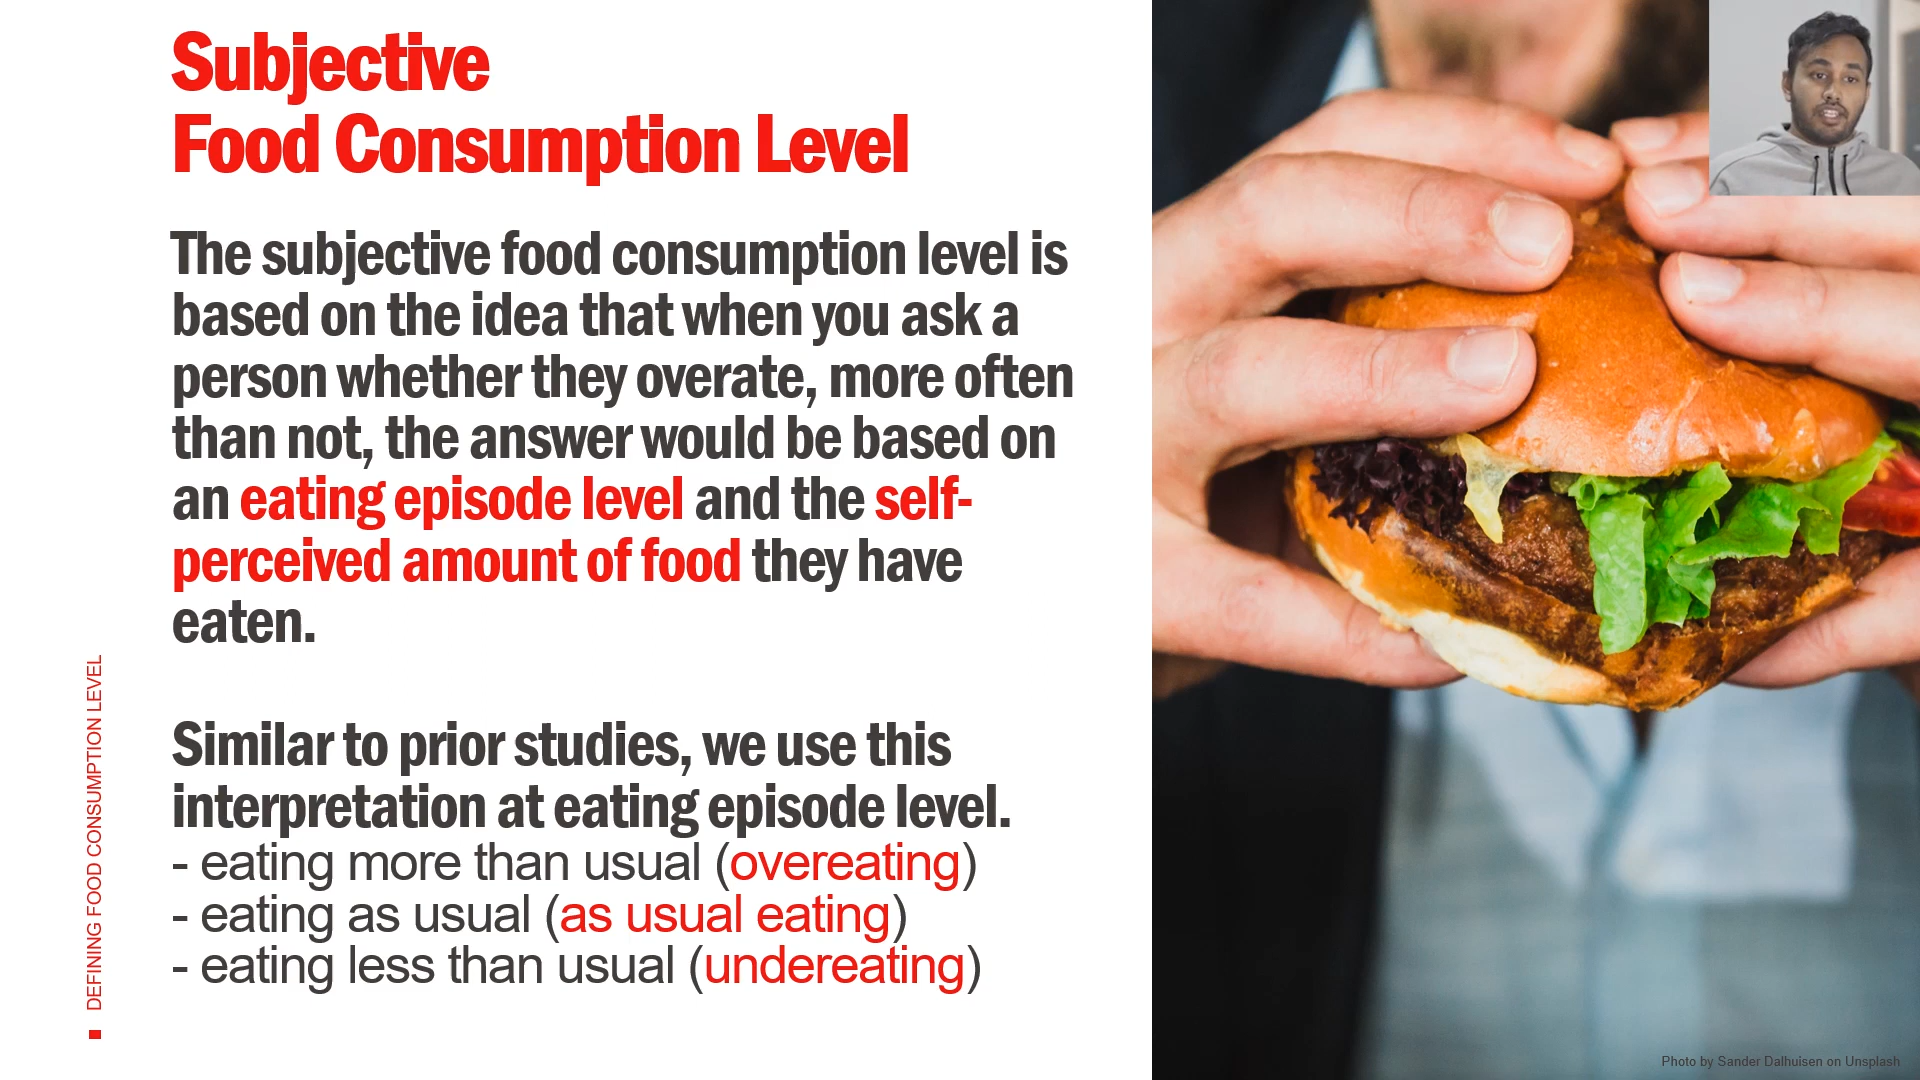 Subjective
Food Consumption Level
The subjective food consumption level is
based on the idea that when you ask a
person whether they overate, more often
than not, the answer would be based on
an eating episode level and the self-
perceived amount of food they have
eaten.
Similar to prior studies, we use this
interpretation at eating episode level.
- eating more than usual (overeating)
- eating as usual (as usual eating)
- eating less than usual (undereating)
DEFINING FOOD CONSUMPTION LEVEL
Photo by Sander Dalhuisen on Unsplash